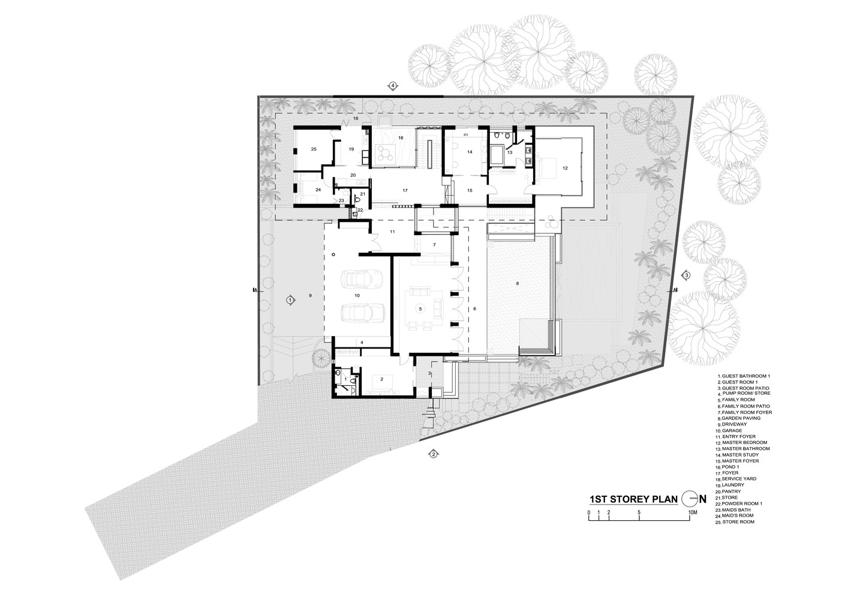 4
18
25
19
16
18
14
13
12
24
20
17
15
23
21
22
11
7
1
9
10
5
6
8
3
4
1
2
3
2
1. GUEST BATHROOM 1
2. GUEST ROOM 1
3. GUEST ROOM PATIO
4. PUMP ROOM/ STORE
5. FAMILY ROOM
6. FAMILY ROOM PATIO
7. FAMILY ROOM FOYER
8. GARDEN PAVING
9. DRIVEWAY
10. GARAGE
11. ENTRY FOYER
12. MASTER BEDROOM
13. MASTER BATHROOM
14. MASTER STUDY
15. MASTER FOYER
16. POND 1
17. FOYER
18. SERVICE YARD
19. LAUNDRY
20. PANTRY
21. STORE
22. POWDER ROOM 1
23. MAIDS BATH
24. MAID'S ROOM
25. STORE ROOM
1ST STOREY PLAN N
0 1 2 5 10M